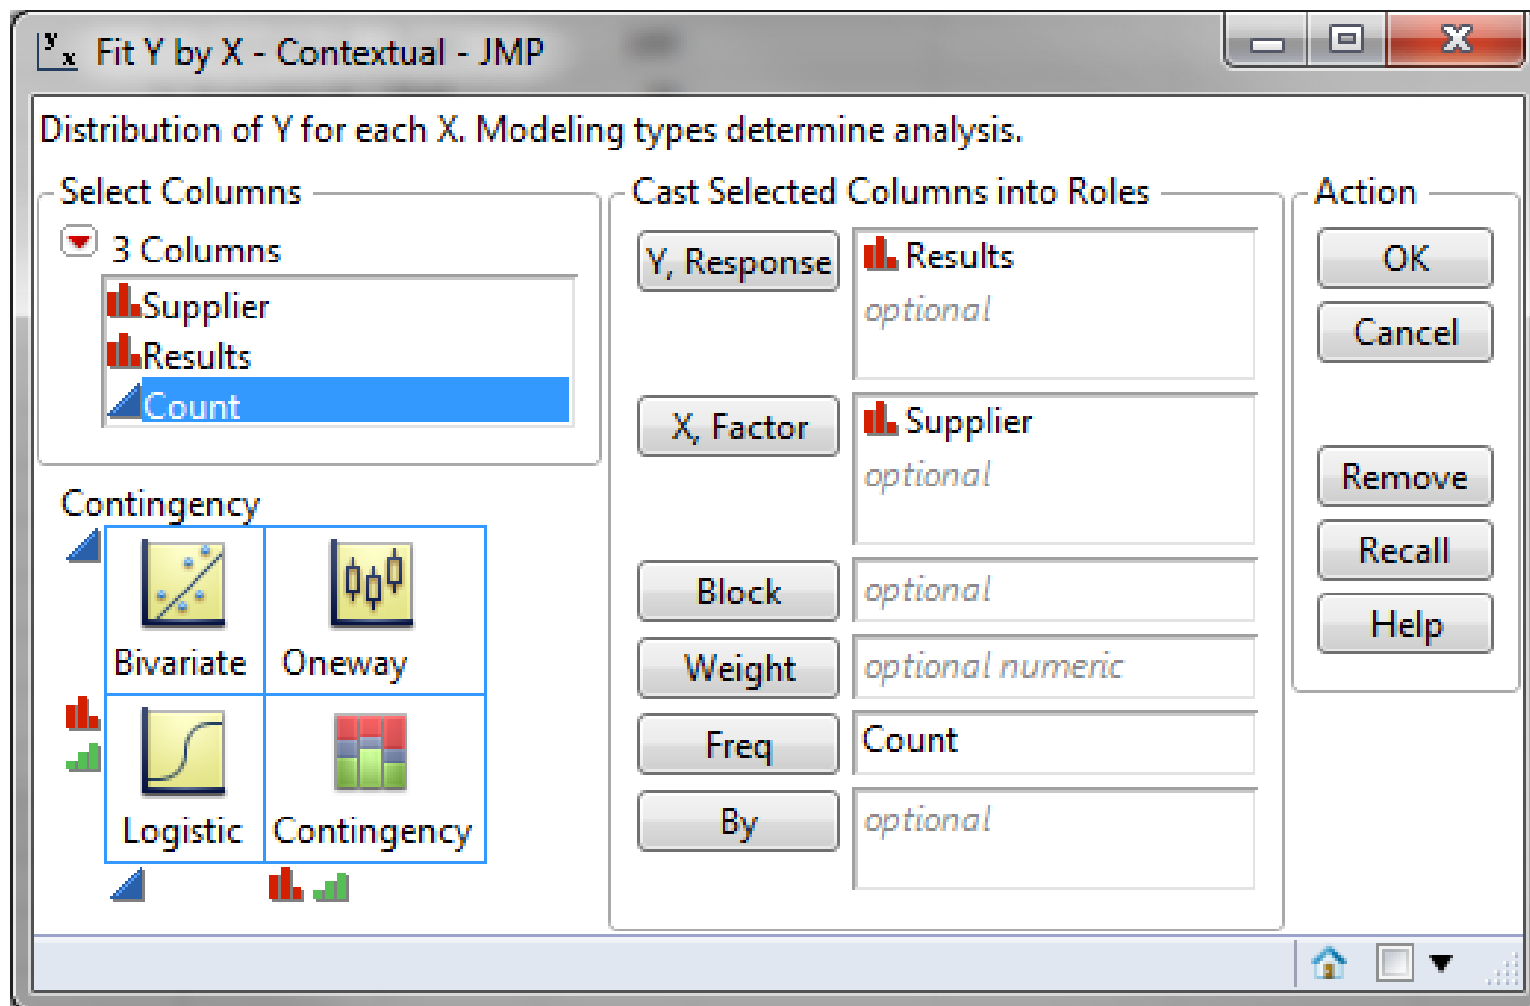 Fit Y by X - Contextual - JMP
Distribution of Y for each X. Modeling types determine analysis.
Select Columns
3 Columns
Supplier
Results
Count
Contingency
Bivariate
Oneway
Logistic
Contingency
Cast Selected Columns into Roles
Y, Response
Results
optional
X, Factor
Supplier
optional
Block
optional
Weight
optional numeric
Freq
Count
By
optional
Action
OK
Cancel
Remove
Recall
Help